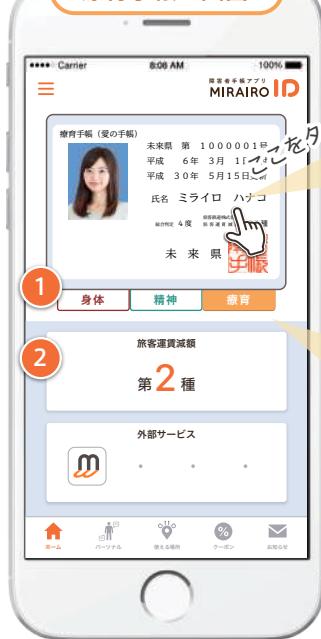 ●●●●● Carrier 8:08 AM 100%
障害者手帳アプリ
MIRAIRO ID
療育手帳（愛の手帳）
未来県 第 1000001号
平成 6年 3月 1
平成 30年 5月15日
ここをタ
氏名 ミライロ ハナコ
総合判定 4度
未来県
1
身体 精神 療育
2
旅客運賃減額
第2種
外部サービス
m
ホーム パーソナル 使える場所 クーポン お知らせ